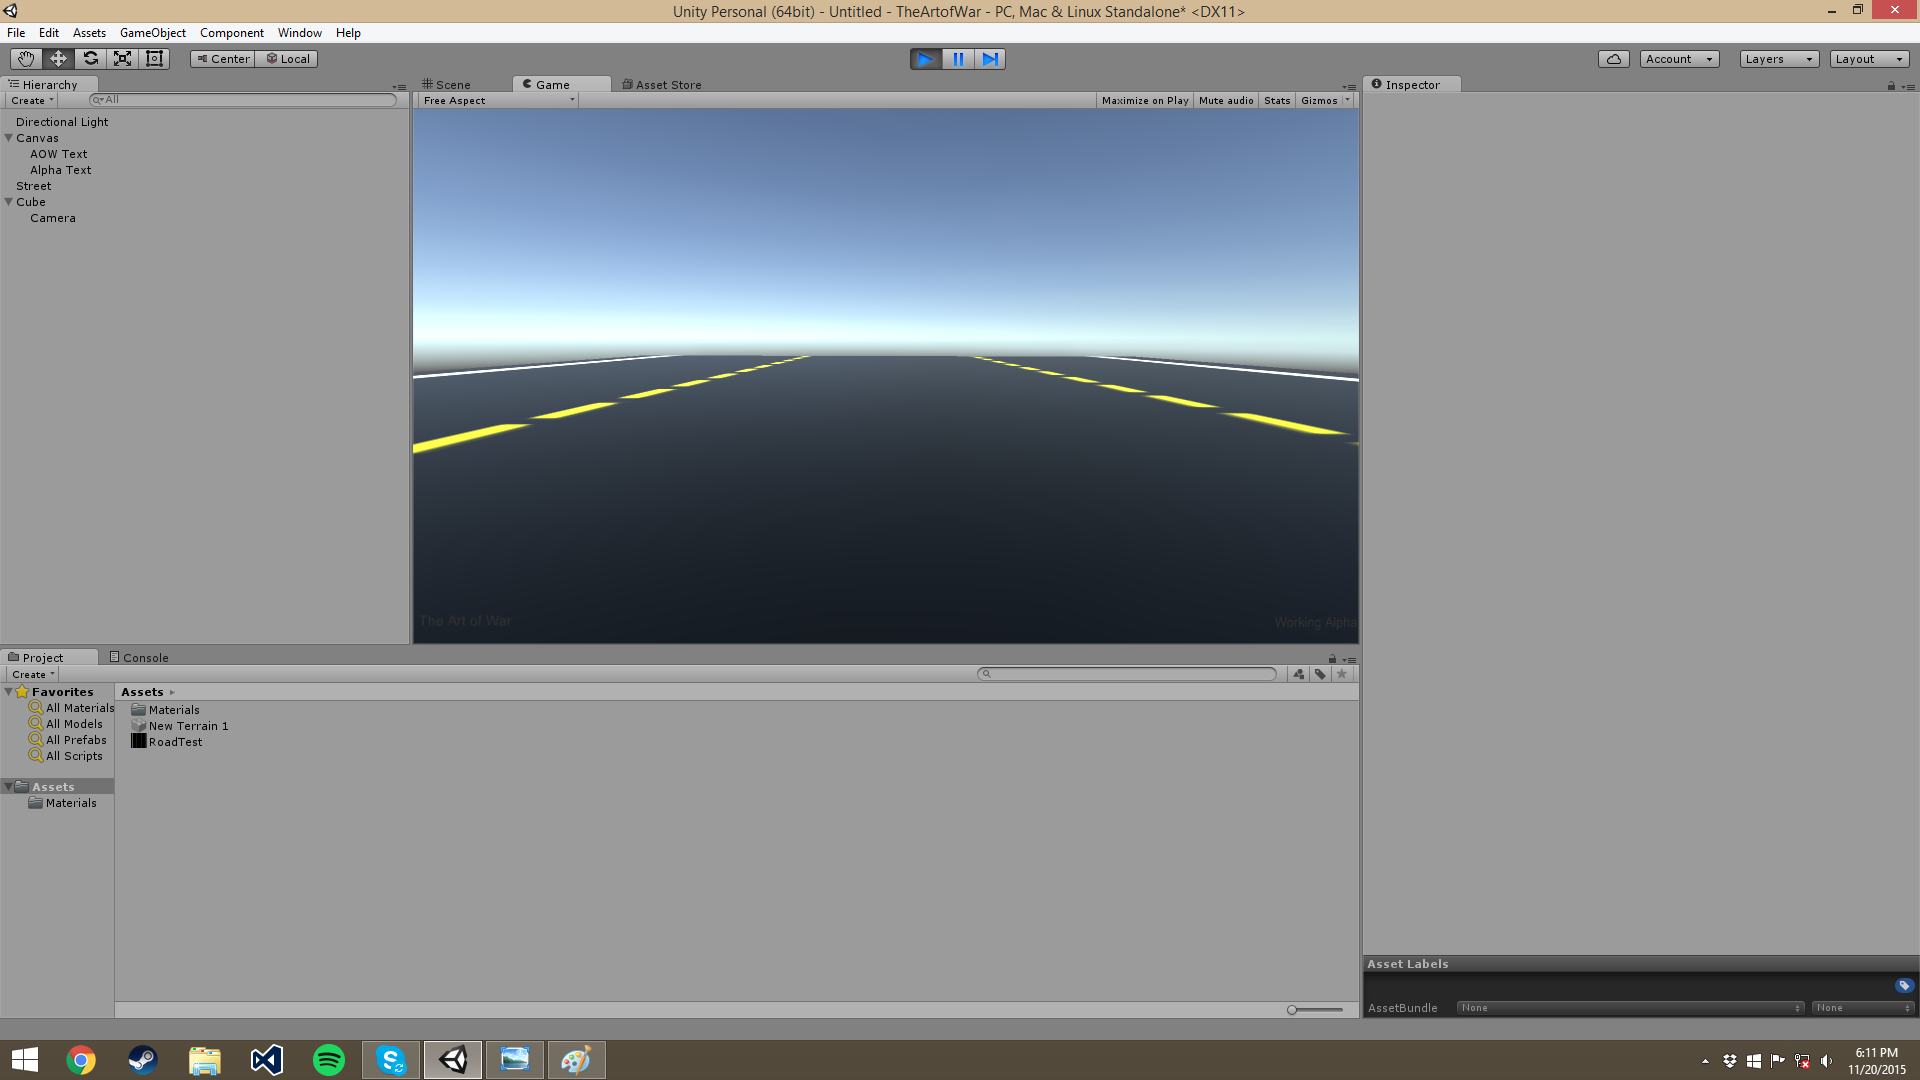 Unity Personal (64bit) - Untitled - TheArtofWar - PC, Mac & Linux Standalone* <DX11>
File Edit Assets GameObject Component Window Help
Center Local Account Layers Layout
Hierarchy
Create All
Directional Light
Canvas
AOW Text
Alpha Text
Street
Cube
Camera
Scene Game Asset Store
Free Aspect Maximize on Play Mute audio Stats Gizmos
The Art of War Working Alpha
Inspector
Project Console
Create
Favorites
All Materials
All Models
All Prefabs
All Scripts
Assets
Materials
Assets
Materials
New Terrain 1
RoadTest
Asset Labels
AssetBundle None None
6:11 PM
11/20/2015